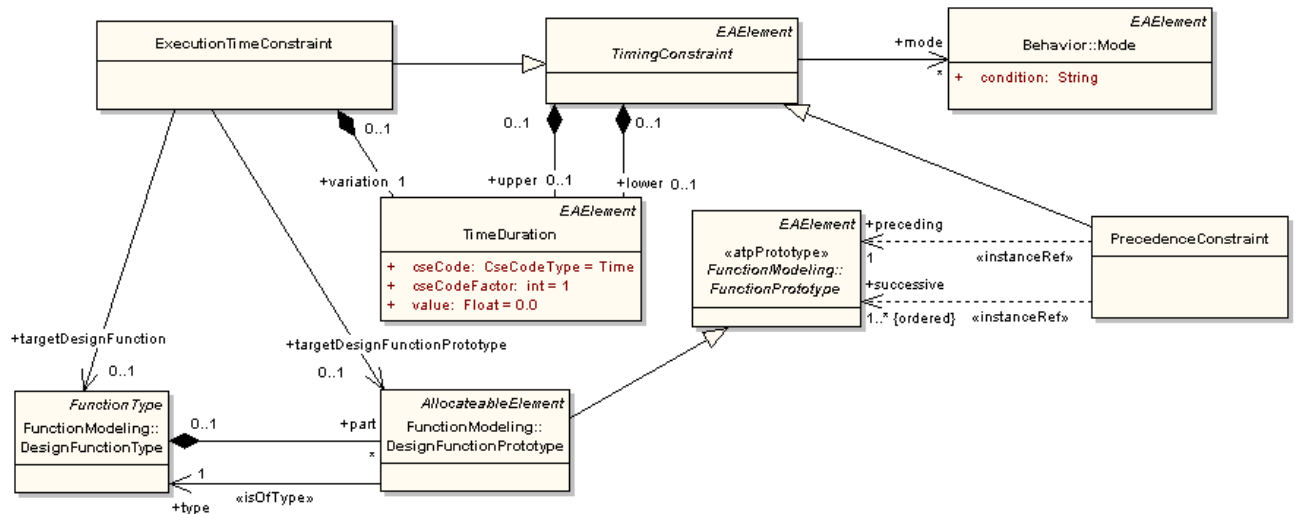 ExecutionTimeConstraint
EAElement
TimingConstraint
+mode
*
EAElement
Behavior::Mode
+ condition: String
0..1
0..1
0..1
+variation 1
+upper 0..1
+lower 0..1
EAElement
TimeDuration
+ cseCode: CseCodeType = Time
+ cseCodeFactor: int = 1
+ value: Float = 0.0
EAElement
«atpPrototype»
FunctionModeling::
FunctionPrototype
+preceding
1
«instanceRef»
+successive
1..* {ordered}
«instanceRef»
PrecedenceConstraint
+targetDesignFunction
0..1
+targetDesignFunctionPrototype
0..1
FunctionType
FunctionModeling::
DesignFunctionType
0..1
+part
*
1
«isOfType»
+type
AllocateableElement
FunctionModeling::
DesignFunctionPrototype